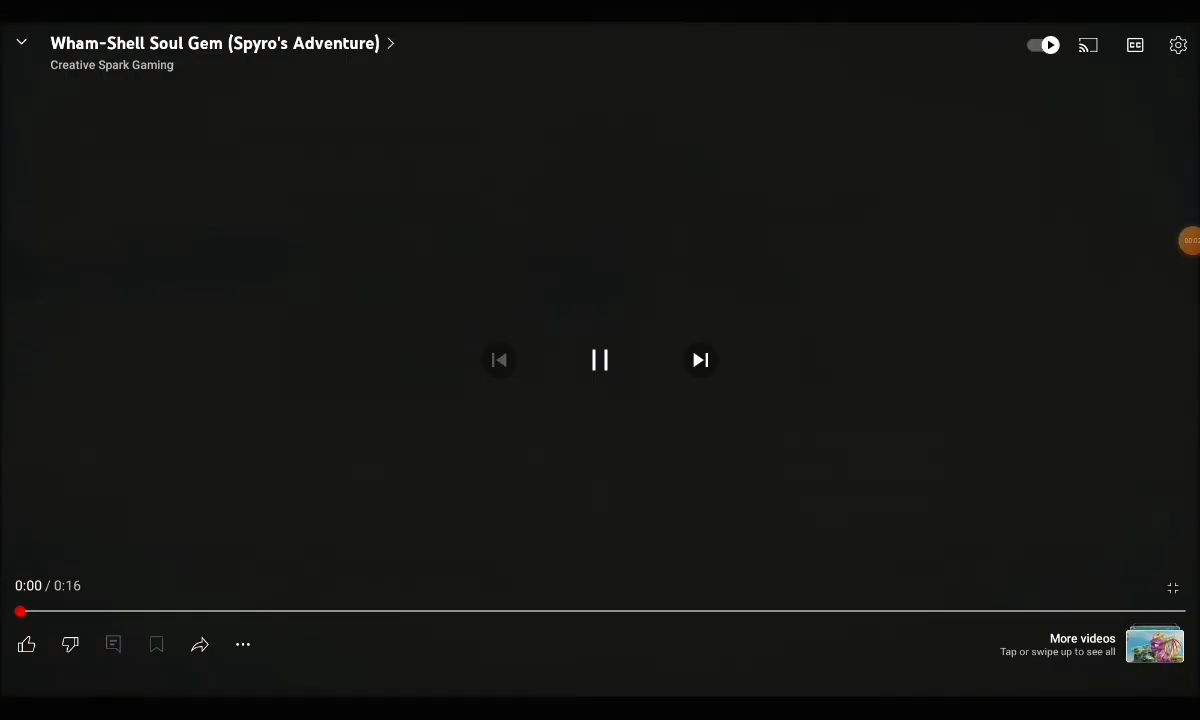 Wham-Shell Soul Gem (Spyro's Adventure)
Creative Spark Gaming
CC
0:00 / 0:16
More videos
Tap or swipe up to see all